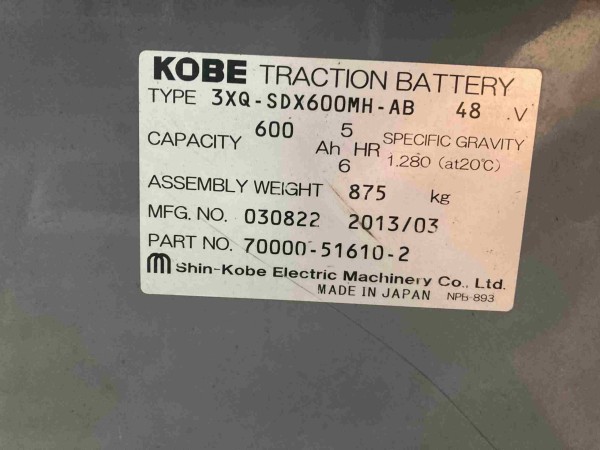 KOBE TRACTION BATTERY
TYPE 3XQ-SDX600MH-AB 48 .V
CAPACITY 600 Ah 5 HR SPECIFIC GRAVITY
6 1.280 (at20℃)
ASSEMBLY WEIGHT 875 kg
MFG. NO. 030822 2013/03
PART NO. 70000-51610-2
Shin-Kobe Electric Machinery Co., Ltd.
MADE IN JAPAN NPB-893